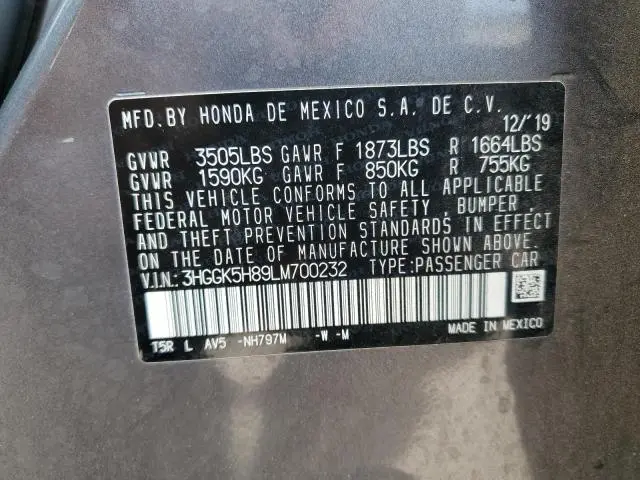 MFD.BY HONDA DE MEXICO S.A. DE C.V.
12/'19
GVWR 3505LBS GAWR F 1873LBS R 1664LBS
GVWR 1590KG GAWR F 850KG R 755KG
THIS VEHICLE CONFORMS TO ALL APPLICABLE
FEDERAL MOTOR VEHICLE SAFETY, BUMPER,
AND THEFT PREVENTION STANDARDS IN EFFECT
ON THE DATE OF MANUFACTURE SHOWN ABOVE.
V.I.N.: 3HGGK5H89LM700232 TYPE:PASSENGER CAR
T5R L AV5 -NH797M -W -M
MADE IN MEXICO